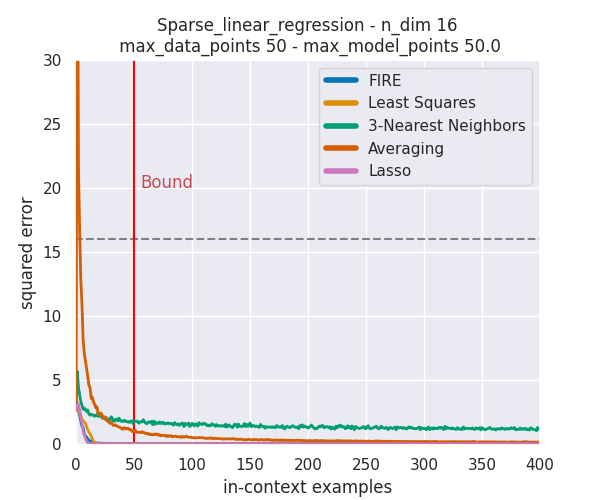 Sparse_linear_regression - n_dim 16
max_data_points 50 - max_model_points 50.0
30
25
20
15
10
5
0
squared error
FIRE
Least Squares
3-Nearest Neighbors
Averaging
Lasso
Bound
0 50 100 150 200 250 300 350 400
in-context examples